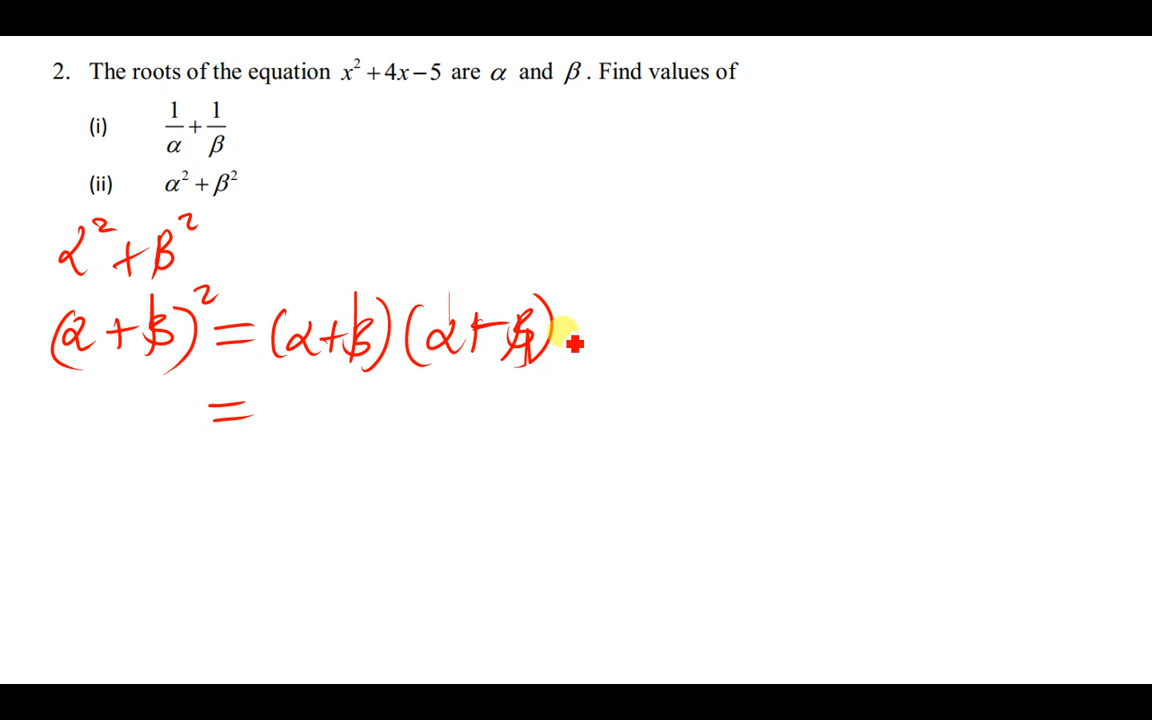 2. The roots of the equation x² + 4x − 5 are α and β. Find values of
(i) 1/α + 1/β
(ii) α² + β²
α² + β²
(α + β)² = (α + β)(α + β)
=